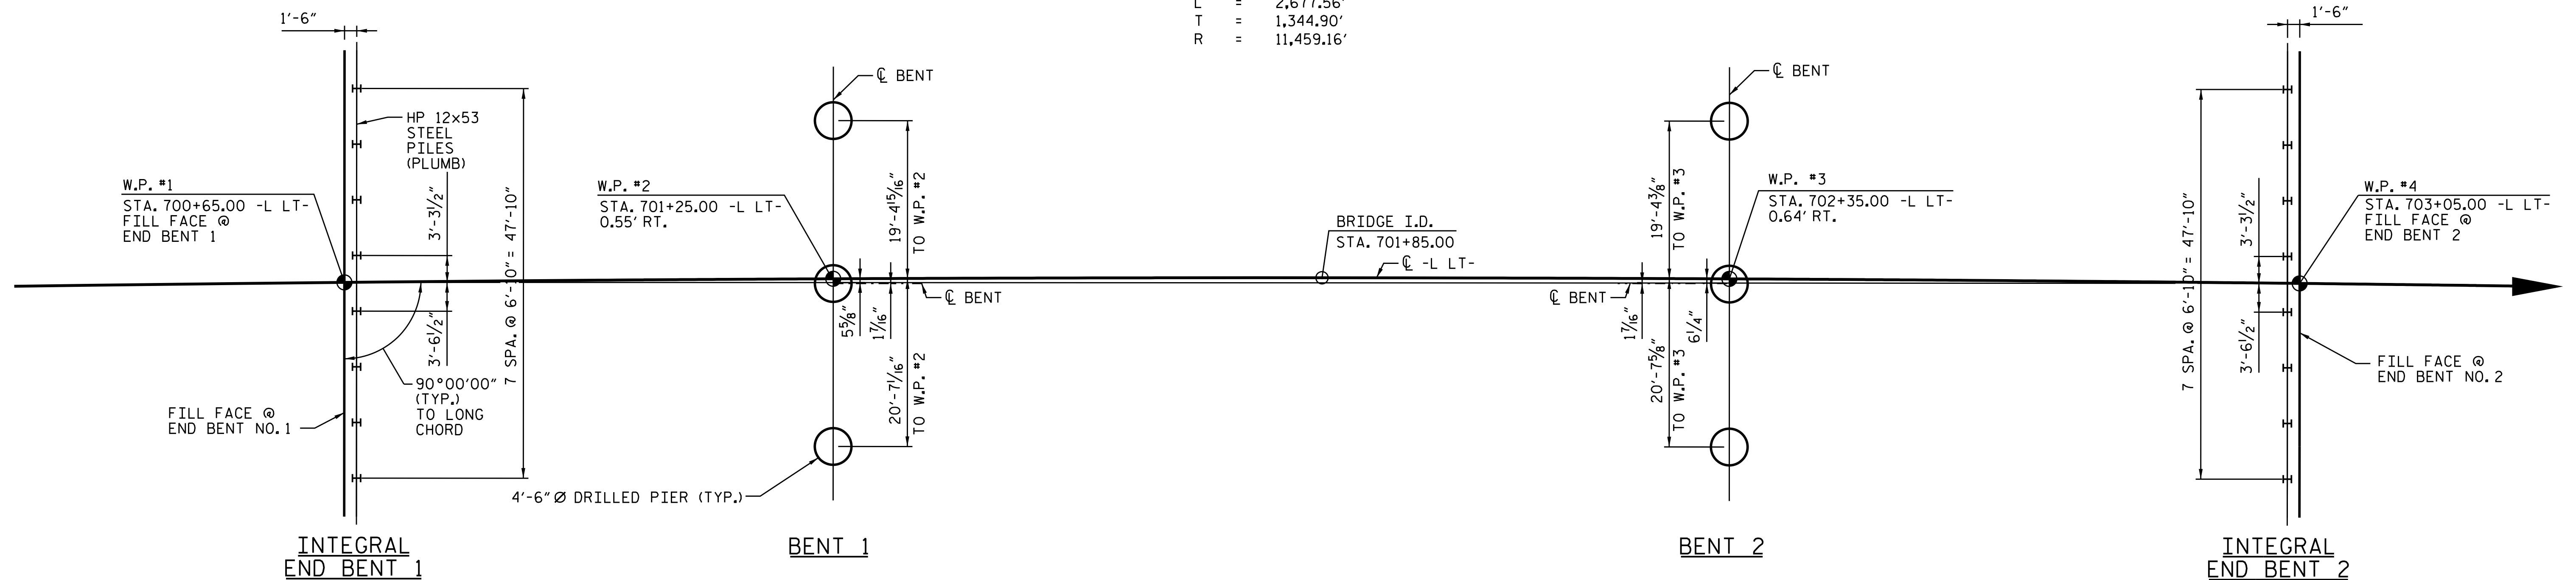 L = 2,677.56'
T = 1,344.90'
R = 11,459.16'
1'-6"
1'-6"
℄ BENT
℄ BENT
HP 12x53
STEEL
PILES
(PLUMB)
W.P. #1
STA. 700+65.00 -L LT-
FILL FACE @
END BENT 1
3'-3½"
3'-6½"
7 SPA. @ 6'-10" = 47'-10"
90°00'00"
(TYP.)
TO LONG
CHORD
FILL FACE @
END BENT NO. 1
W.P. #2
STA. 701+25.00 -L LT-
0.55' RT.
19'-4 15/16"
TO W.P. #2
5⅝"
1 7/16"
℄ BENT
20'-7 1/16"
TO W.P. #2
4'-6" Ø DRILLED PIER (TYP.)
BRIDGE I.D.
STA. 701+85.00
℄ -L LT-
℄ BENT
19'-4⅜"
TO W.P. #3
W.P. #3
STA. 702+35.00 -L LT-
0.64' RT.
1 7/16"
6¼"
20'-7⅝"
TO W.P. #3
7 SPA. @ 6'-10" = 47'-10"
3'-3½"
3'-6½"
W.P. #4
STA. 703+05.00 -L LT-
FILL FACE @
END BENT 2
FILL FACE @
END BENT NO. 2
INTEGRAL
END BENT 1
BENT 1
BENT 2
INTEGRAL
END BENT 2